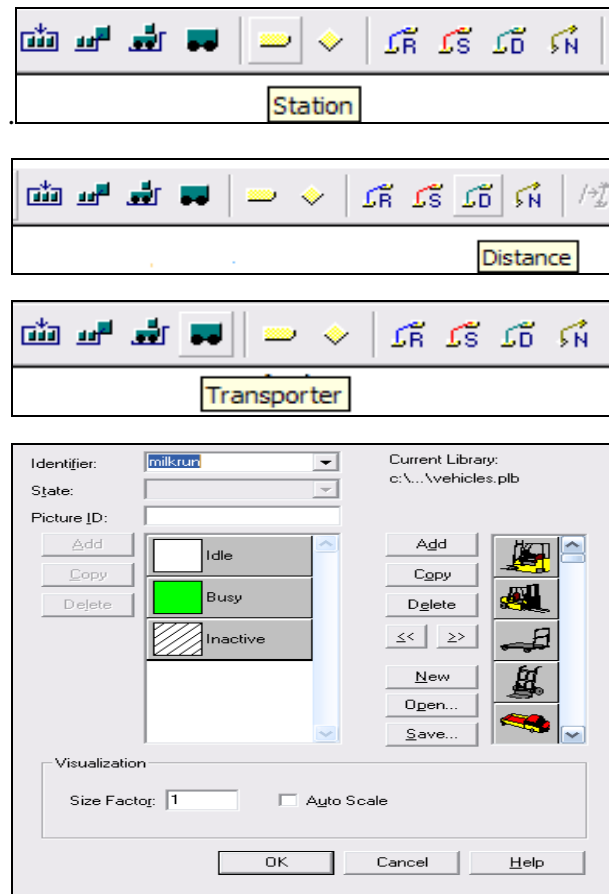 R S D N
Station
.
R S D N
Distance
R S D N
Transporter
Identifier: milkrun Current Library:
State: c:\...\vehicles.plb
Picture ID:
Add Idle Add
Copy Copy
Delete Busy Delete
Inactive << >>
New
Open...
Save...
Visualization
Size Factor: 1 Auto Scale
OK Cancel Help